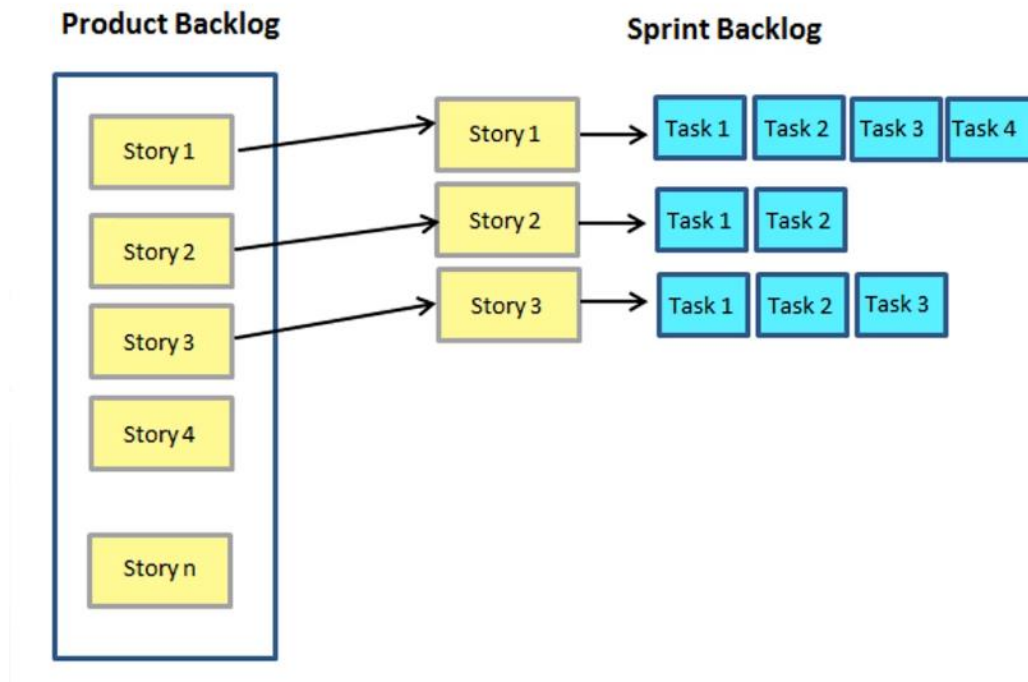 Product Backlog
Sprint Backlog
Story 1
Story 2
Story 3
Story 4
Story n
Story 1
Task 1
Task 2
Task 3
Task 4
Story 2
Task 1
Task 2
Story 3
Task 1
Task 2
Task 3